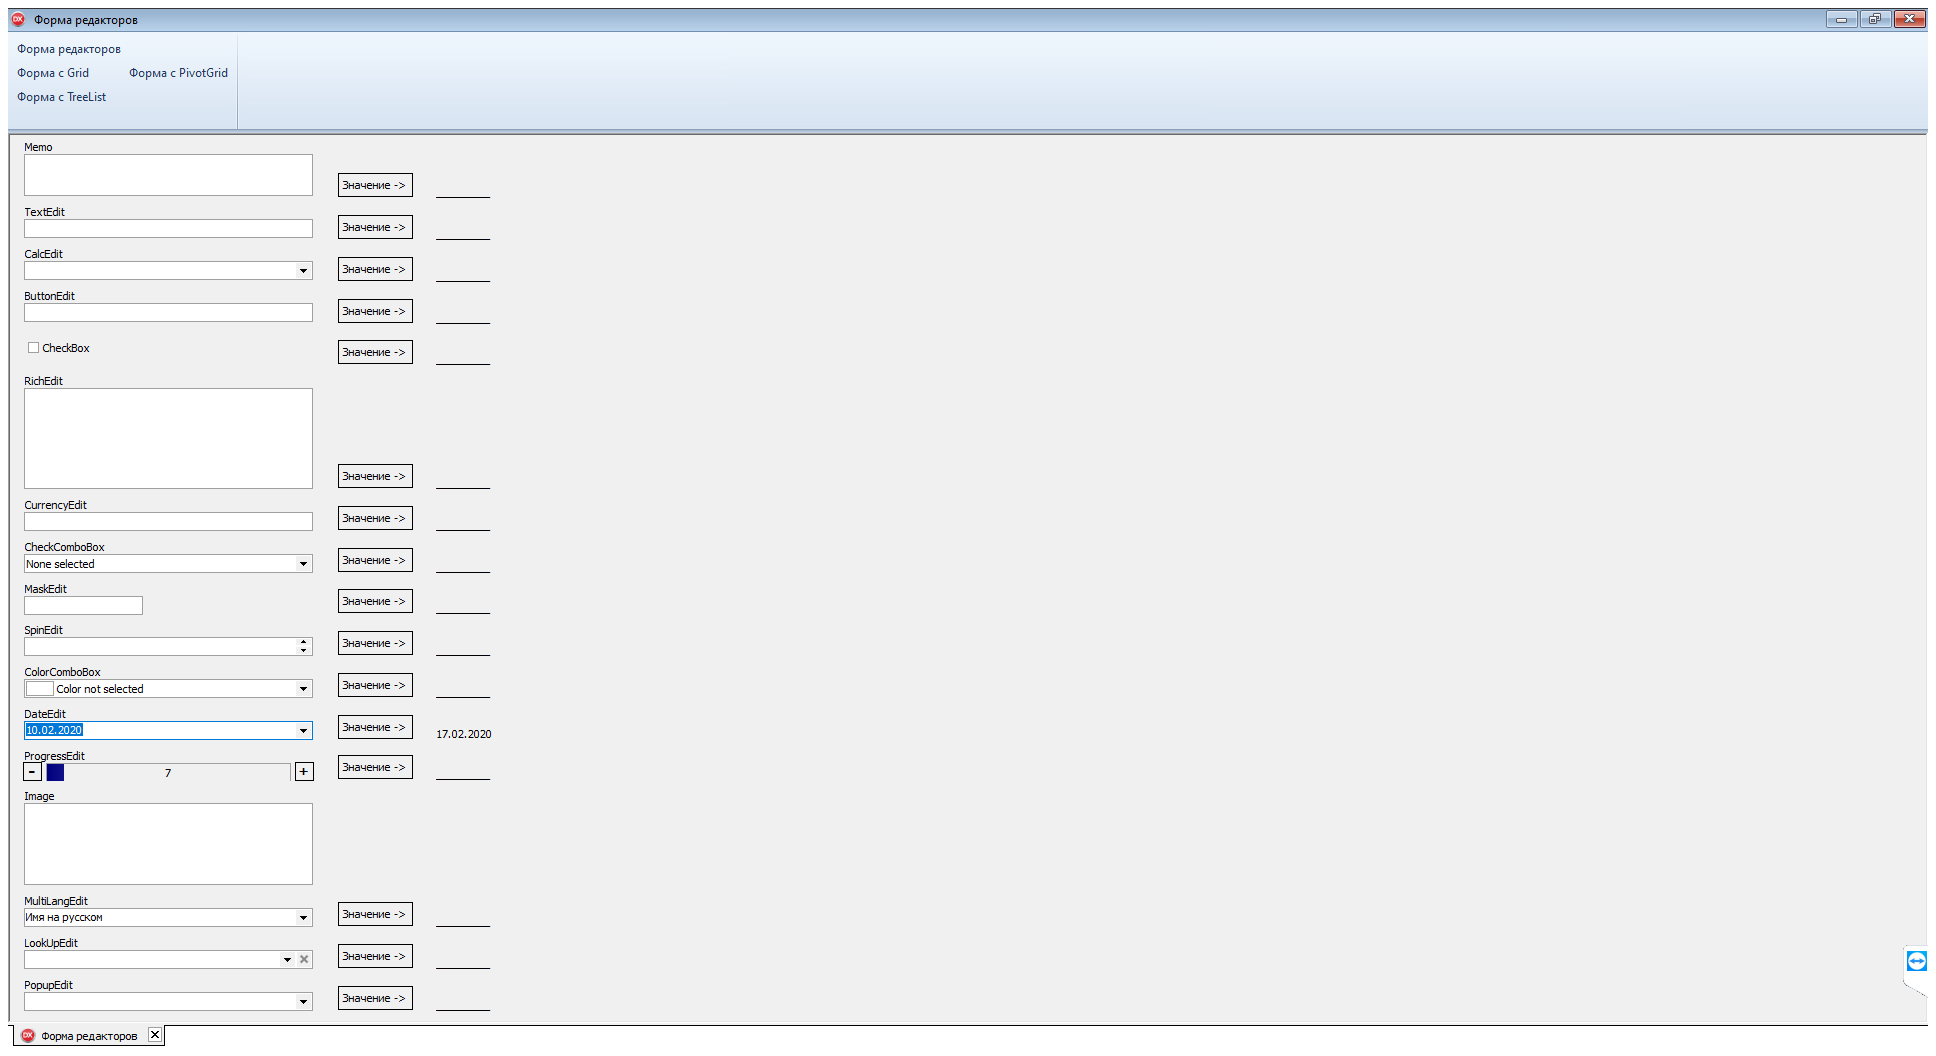 Форма редакторов
Форма редакторов
Форма с Grid Форма с PivotGrid
Форма с TreeList
Memo
Значение ->
TextEdit
Значение ->
CalcEdit
Значение ->
ButtonEdit
Значение ->
CheckBox
Значение ->
RichEdit
Значение ->
CurrencyEdit
Значение ->
CheckComboBox
None selected
Значение ->
MaskEdit
Значение ->
SpinEdit
Значение ->
ColorComboBox
Color not selected
Значение ->
DateEdit
10.02.2020
Значение ->
17.02.2020
ProgressEdit
- 7 +
Значение ->
Image
MultiLangEdit
Имя на русском
Значение ->
LookUpEdit
Значение ->
PopupEdit
Значение ->
DX Форма редакторов